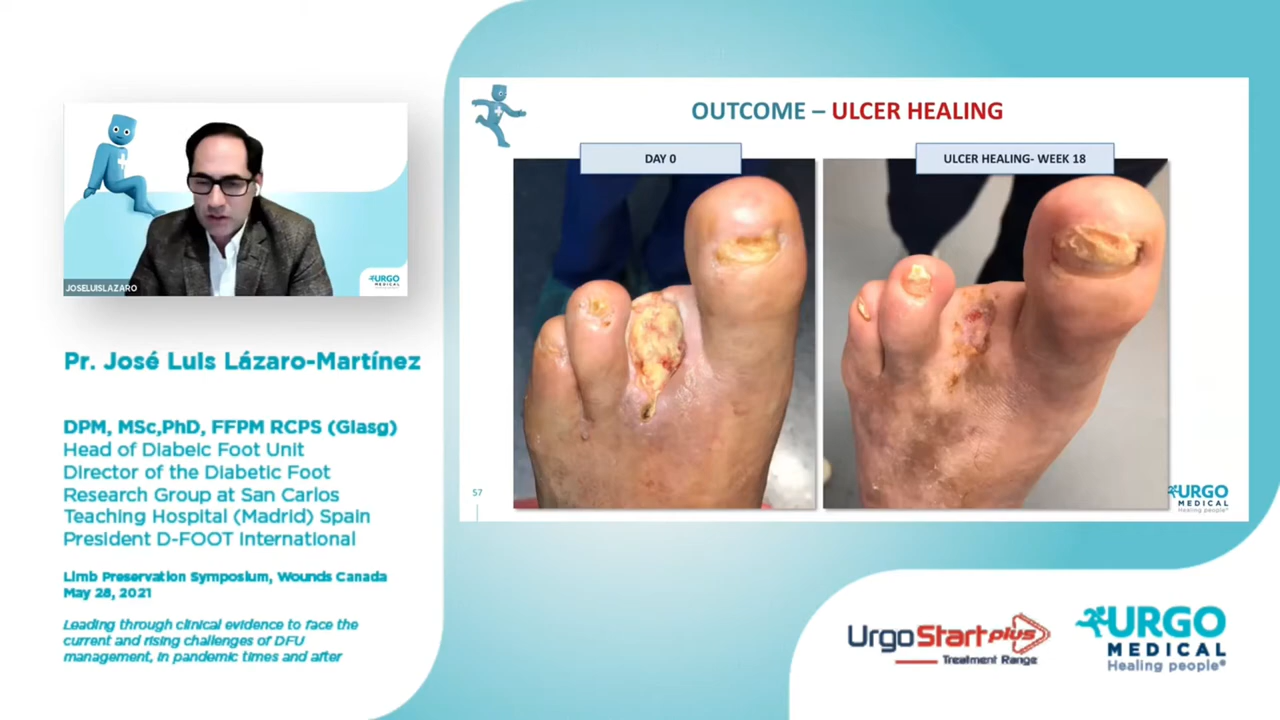 JOSELUISLAZARO
URGO
MEDICAL
Pr. José Luis Lázaro-Martínez
DPM, MSc,PhD, FFPM RCPS (Glasg)
Head of Diabeic Foot Unit
Director of the Diabetic Foot
Research Group at San Carlos
Teaching Hospital (Madrid) Spain
President D-FOOT International
Limb Preservation Symposium, Wounds Canada
May 28, 2021
Leading through clinical evidence to face the
current and rising challenges of DFU
management, in pandemic times and after
OUTCOME – ULCER HEALING
DAY 0
ULCER HEALING- WEEK 18
57
URGO
MEDICAL
Healing people®
UrgoStart plus
Treatment Range
URGO
MEDICAL
Healing people®